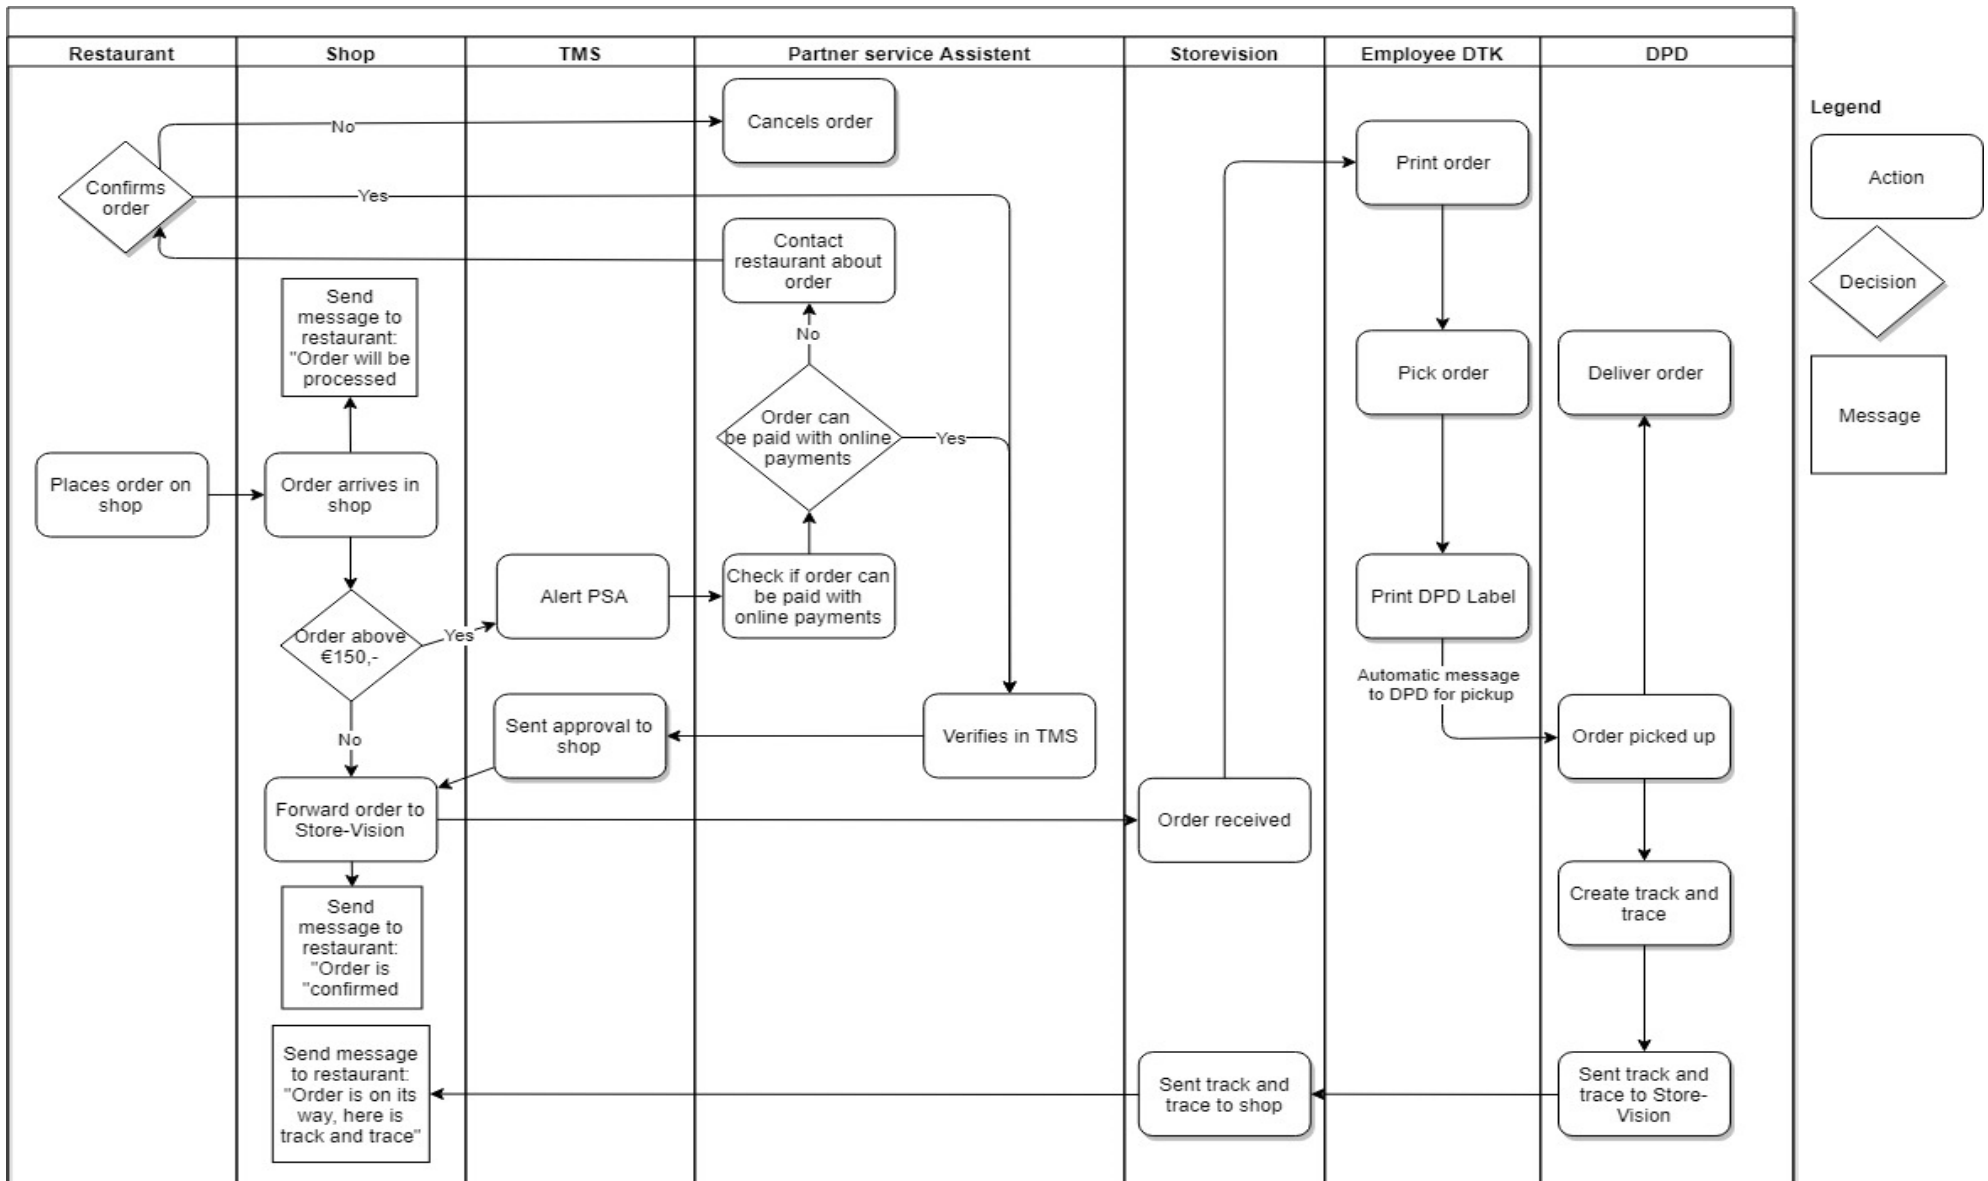 Restaurant
Shop
TMS
Partner service Assistent
Storevision
Employee DTK
DPD
Legend
Action
Decision
Message
Cancels order
No
Confirms
order
Yes
Contact
restaurant about
order
Print order
Send
message to
restaurant:
"Order will be
processed
No
Order can
be paid with online
payments
Yes
Pick order
Deliver order
Places order on
shop
Order arrives in
shop
Alert PSA
Check if order can
be paid with
online payments
Print DPD Label
Order above
€150,-
Yes
Automatic message
to DPD for pickup
No
Sent approval to
shop
Verifies in TMS
Order picked up
Forward order to
Store-Vision
Order received
Send
message to
restaurant:
"Order is
"confirmed
Create track and
trace
Send message
to restaurant:
"Order is on its
way, here is
track and trace"
Sent track and
trace to shop
Sent track and
trace to Store-
Vision